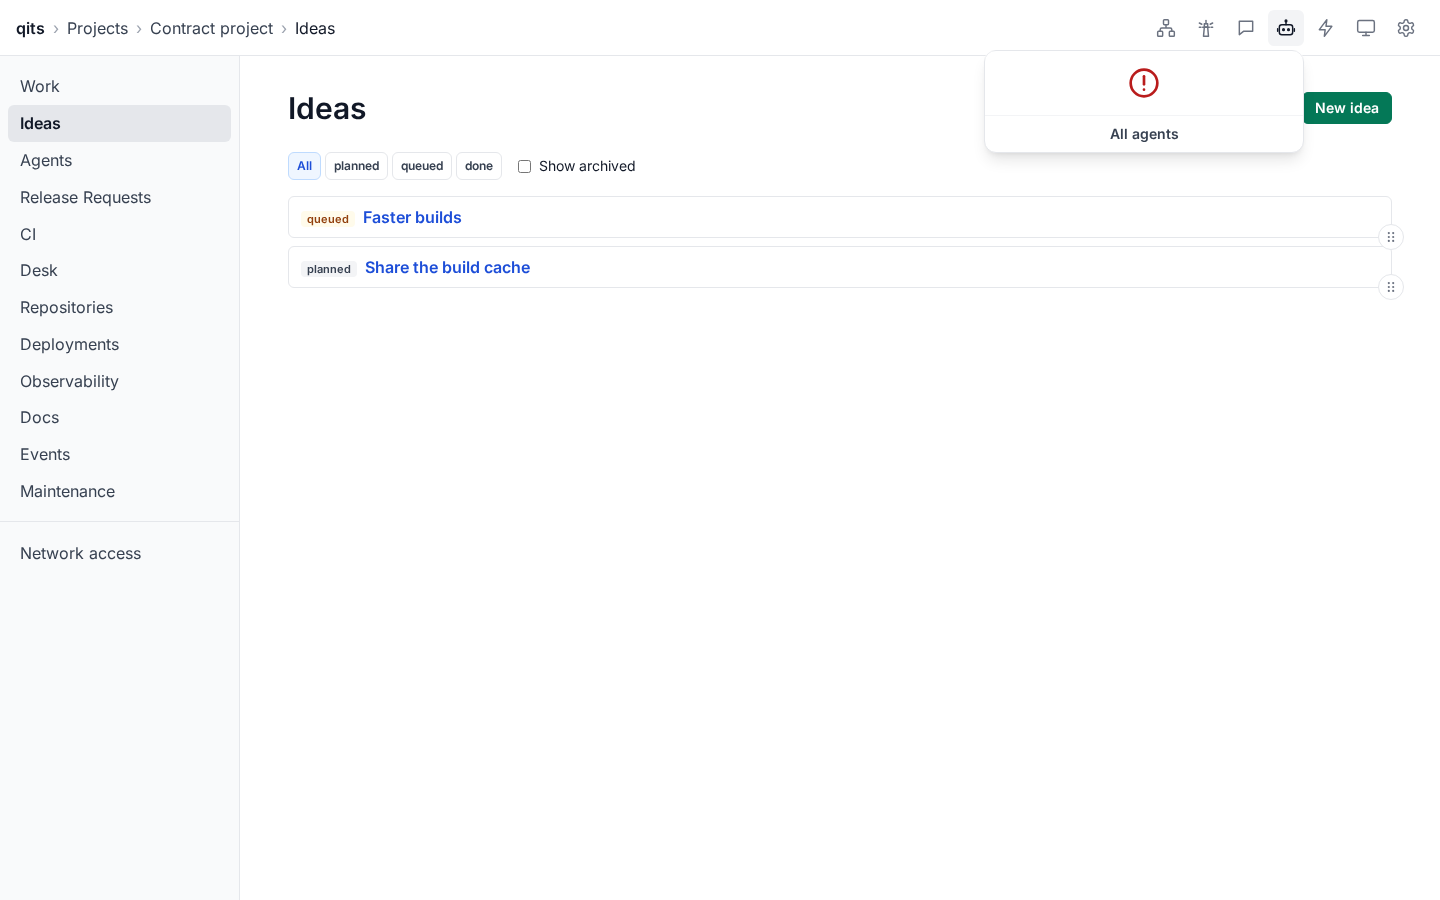 qits › Projects › Contract project › Ideas
Work
Ideas
Agents
Release Requests
CI
Desk
Repositories
Deployments
Observability
Docs
Events
Maintenance
Network access
Ideas
New idea
All agents
All planned queued done Show archived
queued Faster builds
planned Share the build cache